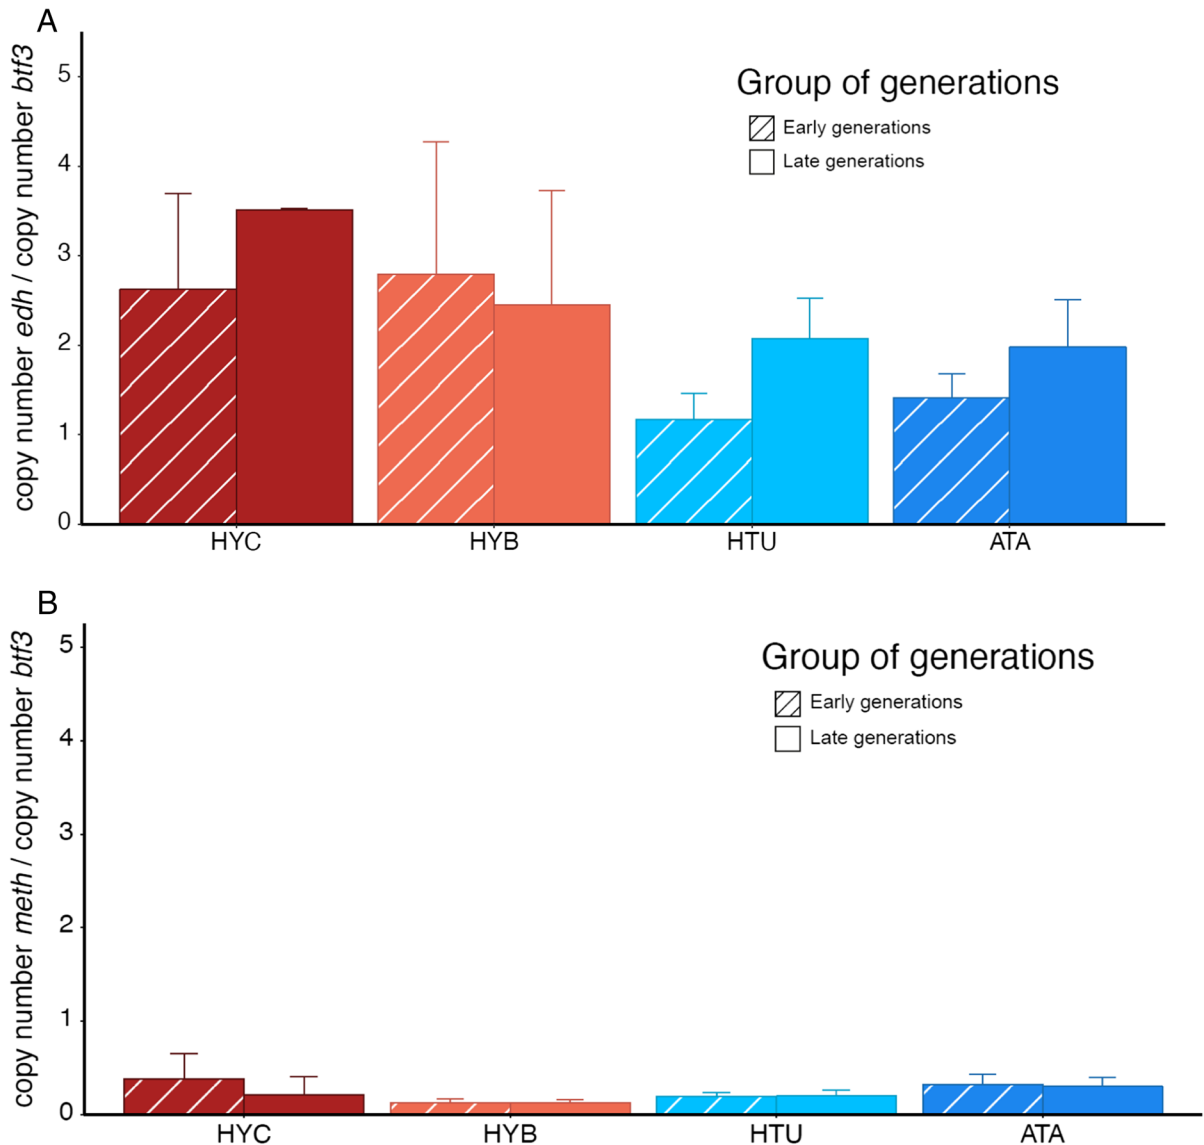 A
copy number edh / copy number btf3
5
4
3
2
1
0
Group of generations
Early generations
Late generations
HYC HYB HTU ATA
B
copy number meth / copy number btf3
5
4
3
2
1
0
Group of generations
Early generations
Late generations
HYC HYB HTU ATA